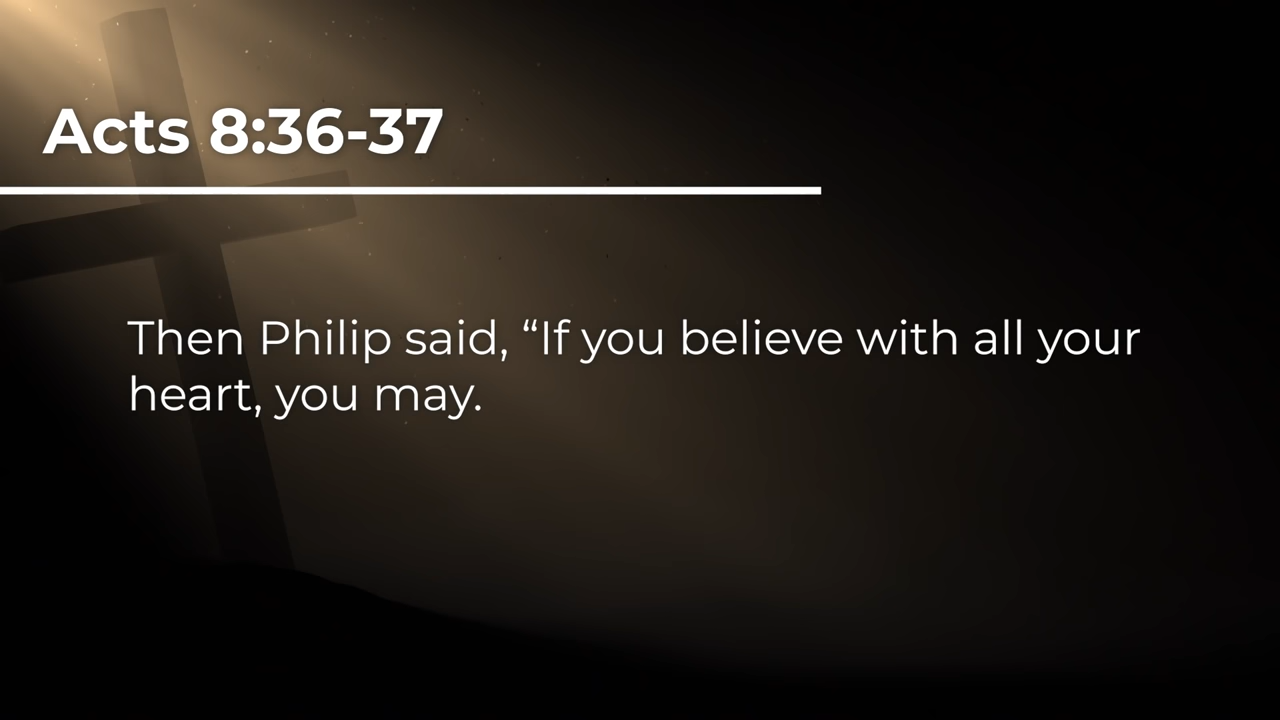 Acts 8:36-37
Then Philip said, “If you believe with all your
heart, you may.